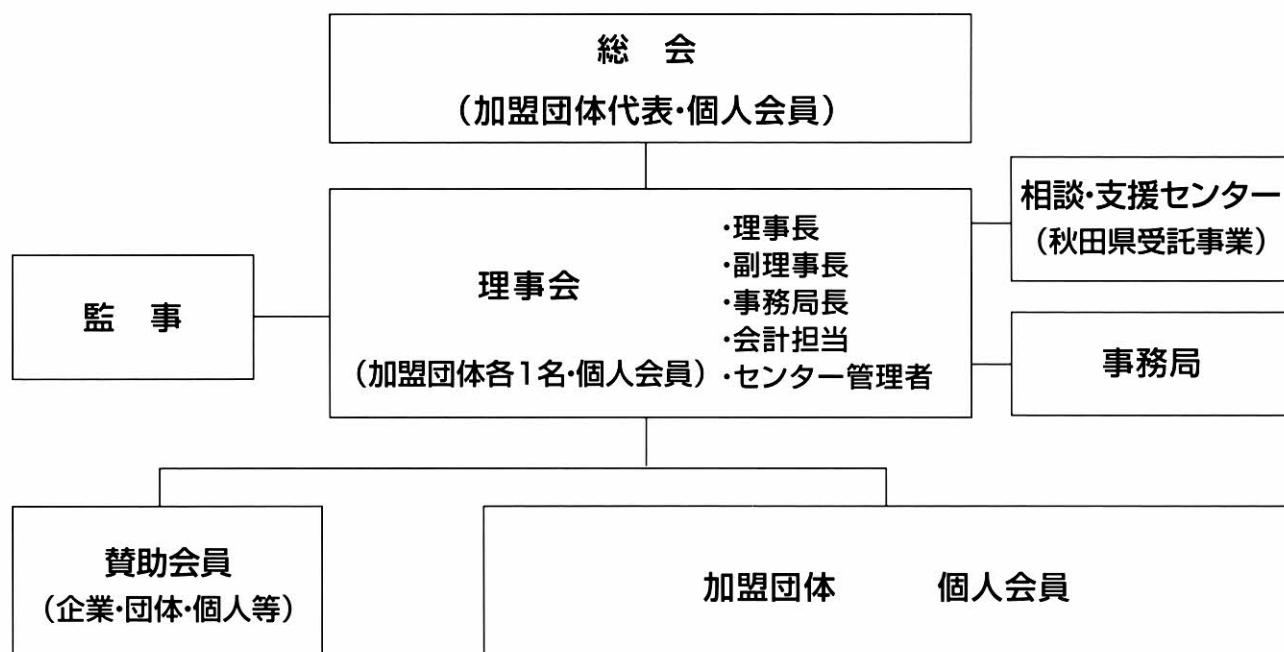 総　会
（加盟団体代表・個人会員）
理事会
（加盟団体各1名・個人会員）
・理事長
・副理事長
・事務局長
・会計担当
・センター管理者
相談・支援センター
（秋田県受託事業）
監　事
事務局
賛助会員
（企業・団体・個人等）
加盟団体　　　個人会員